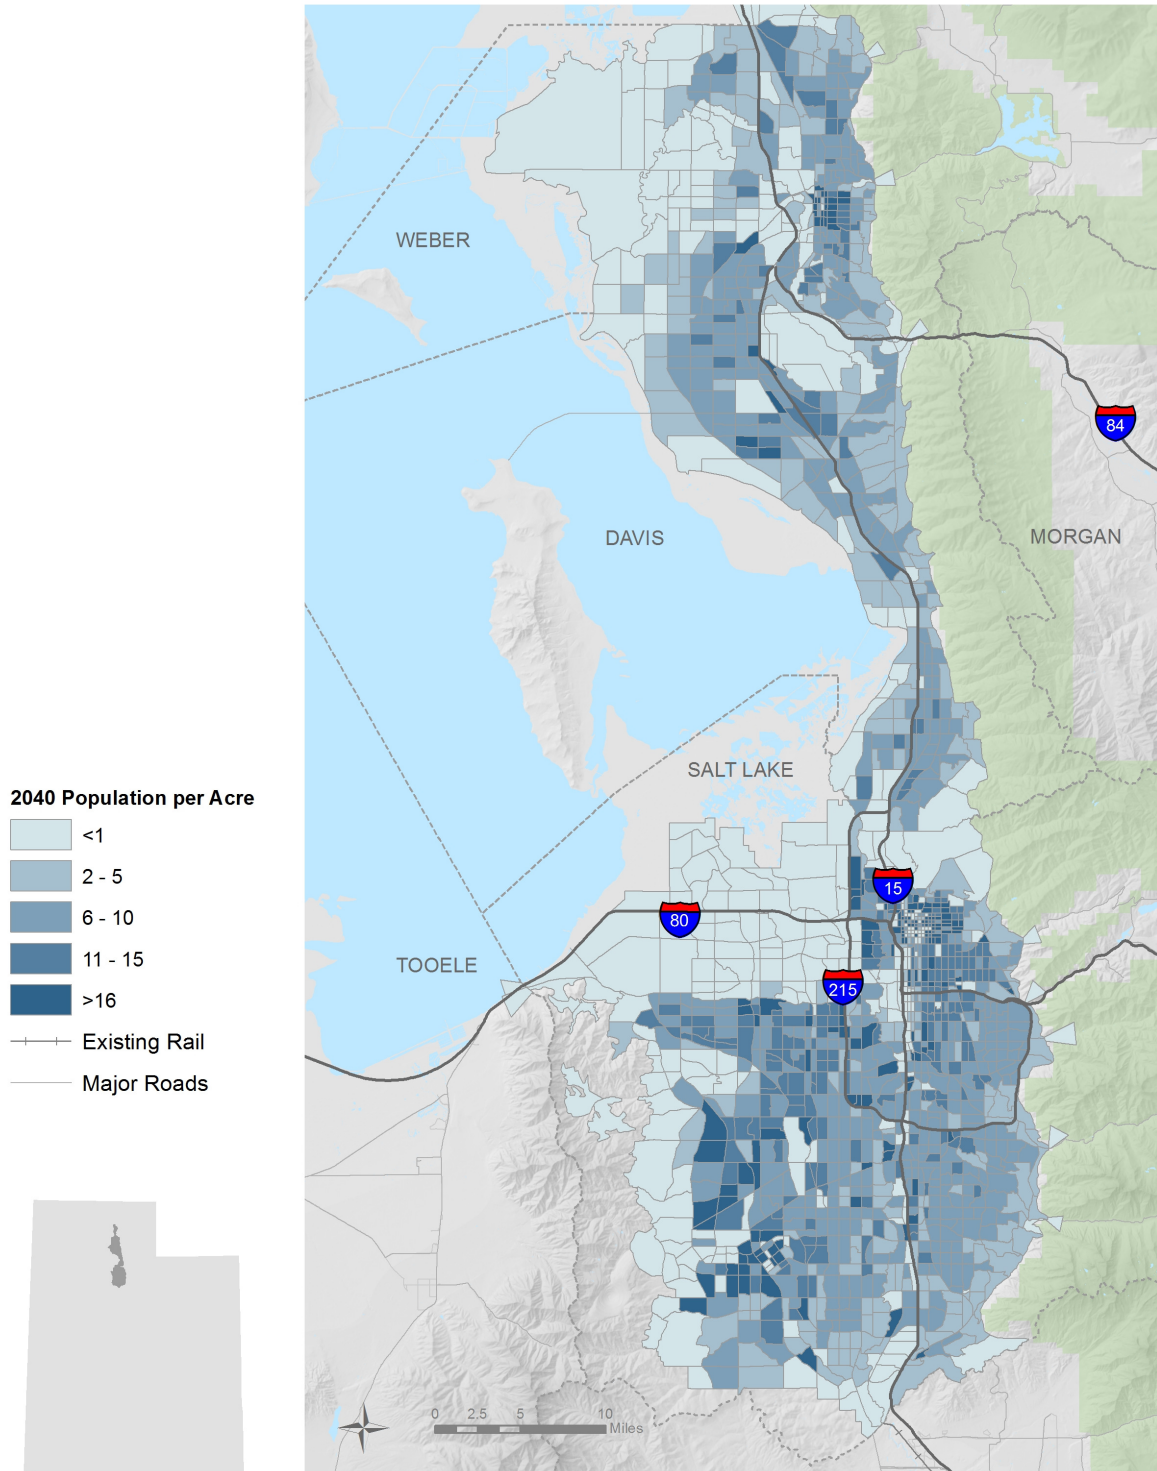 WEBER
84
DAVIS
MORGAN
SALT LAKE
2040 Population per Acre
<1
2 - 5
6 - 10
11 - 15
>16
Existing Rail
Major Roads
15
80
TOOELE
215
0 2.5 5 10
Miles